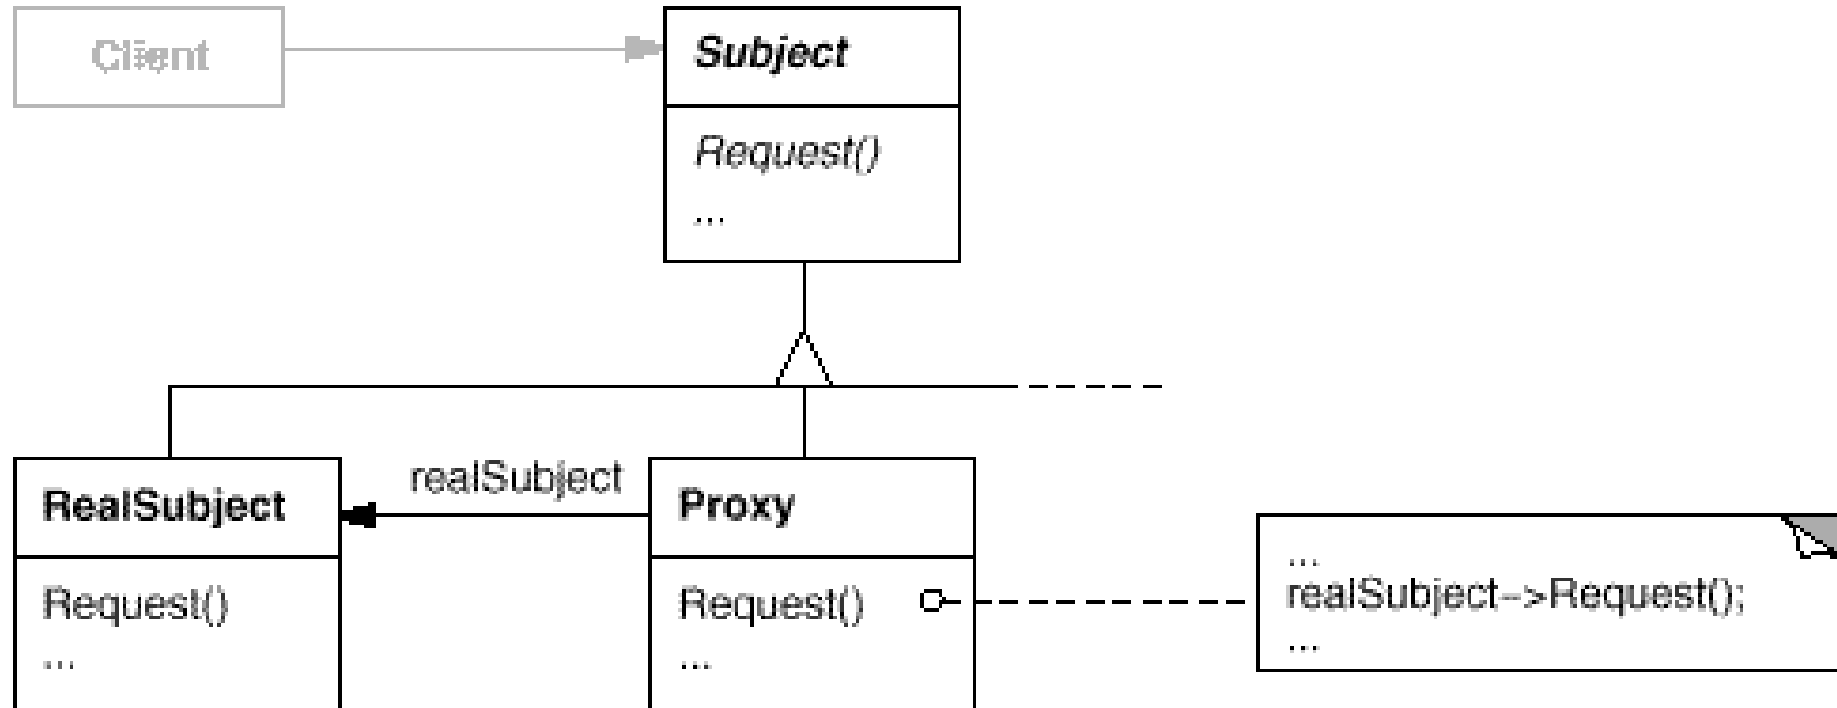 Client
Subject
Request()
...
realSubject
RealSubject
Proxy
Request()
...
Request()
...
...
realSubject->Request();
...